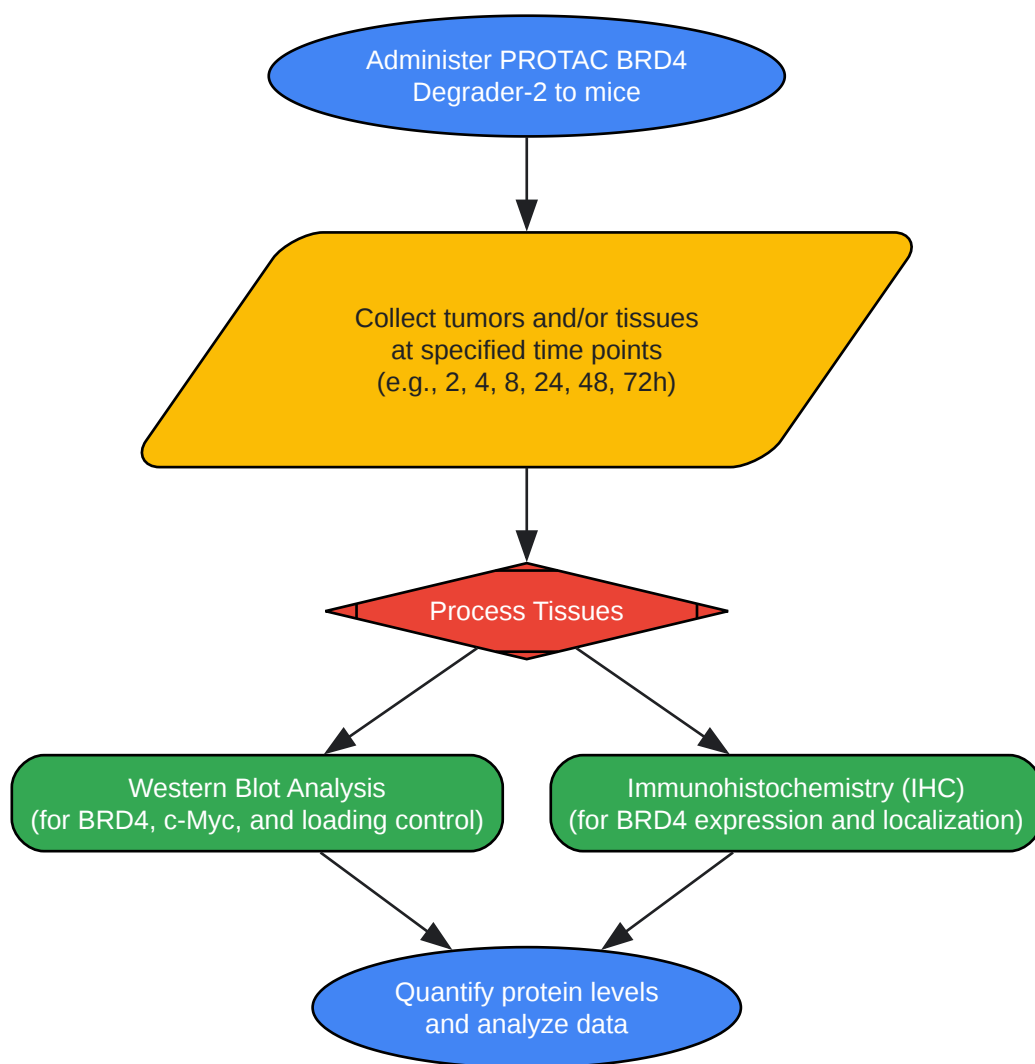 Administer PROTAC BRD4
Degrader-2 to mice
Collect tumors and/or tissues
at specified time points
(e.g., 2, 4, 8, 24, 48, 72h)
Process Tissues
Western Blot Analysis
(for BRD4, c-Myc, and loading control)
Immunohistochemistry (IHC)
(for BRD4 expression and localization)
Quantify protein levels
and analyze data